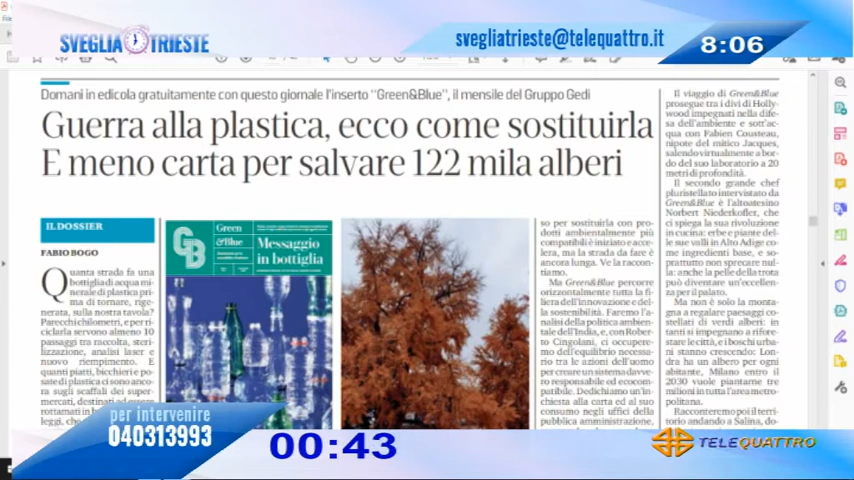 SVEGLIA TRIESTE
svegliatrieste@telequattro.it
8:06
Domani in edicola gratuitamente con questo giornale l'inserto "Green&Blue", il mensile del Gruppo Gedi
Guerra alla plastica, ecco come sostituirla
E meno carta per salvare 122 mila alberi
IL DOSSIER
FABIO BOGO
Quanta strada fa una
bottiglia di acqua mi-
nerale di plastica pri-
ma di tornare, rige-
nerata, sulla nostra tavola?
Parecchi chilometri, e per ri-
ciclarla servono almeno 10
passaggi tra raccolta, steri-
lizzazione, analisi laser e
nuovo riempimento. E
quanti piatti, bicchieri e po-
sate di plastica ci sono anco-
ra sugli scaffali dei super-
mercati, destinati ad essere
rottamati in b
leggi, che
GB
Green
&Blue
Messaggio
in bottiglia
so per sostituirla con pro-
dotti ambientalmente più
compatibili è iniziato e acce-
lera, ma la strada da fare è
ancora lunga. Ve la raccon-
tiamo.
Ma Green&Blue percorre
orizzontalmente tutta la fi-
liera dell'innovazione e del-
la sostenibilità. Faremo l'a-
nalisi della politica ambien-
tale dell'India, e, con Rober-
to Cingolani, ci occupere-
mo dell'equilibrio necessa-
rio tra le azioni dell'uomo
per creare un sistema davve-
ro responsabile ed ecocom-
patibile. Dedichiamo un'in-
chiesta alla carta ed al suo
consumo negli uffici della
pubblica amministrazione,
Il viaggio di Green&Blue
prosegue tra i divi di Holly-
wood impegnati nella dife-
sa dell'ambiente e sott'ac-
qua con Fabien Cousteau,
nipote del mitico Jacques,
salendo virtualmente a bor-
do del suo laboratorio a 20
metri di profondità.
Il secondo grande chef
pluristellato intervistato da
Green&Blue è l'altoatesino
Norbert Niederkofler, che
ci spiega la sua rivoluzione
in cucina: erbe e piante del-
le sue valli in Alto Adige co-
me ingredienti base, e so-
prattutto non sprecare nul-
la: anche la pelle della trota
può diventare un'eccellen-
za per il palato.
Ma non è solo la monta-
gna a regalare paesaggi co-
stellati di verdi alberi: in
tanti si impegnano a rifore-
stare le città, e i boschi urba-
ni stanno crescendo: Lon-
dra ha un albero per ogni
abitante, Milano entro il
2030 vuole piantarne tre
milioni in tutta l'area metro-
politana.
Racconteremo poi il terri-
torio andando a Salina, do-
per intervenire
040313993
00:43
TELEQUATTRO